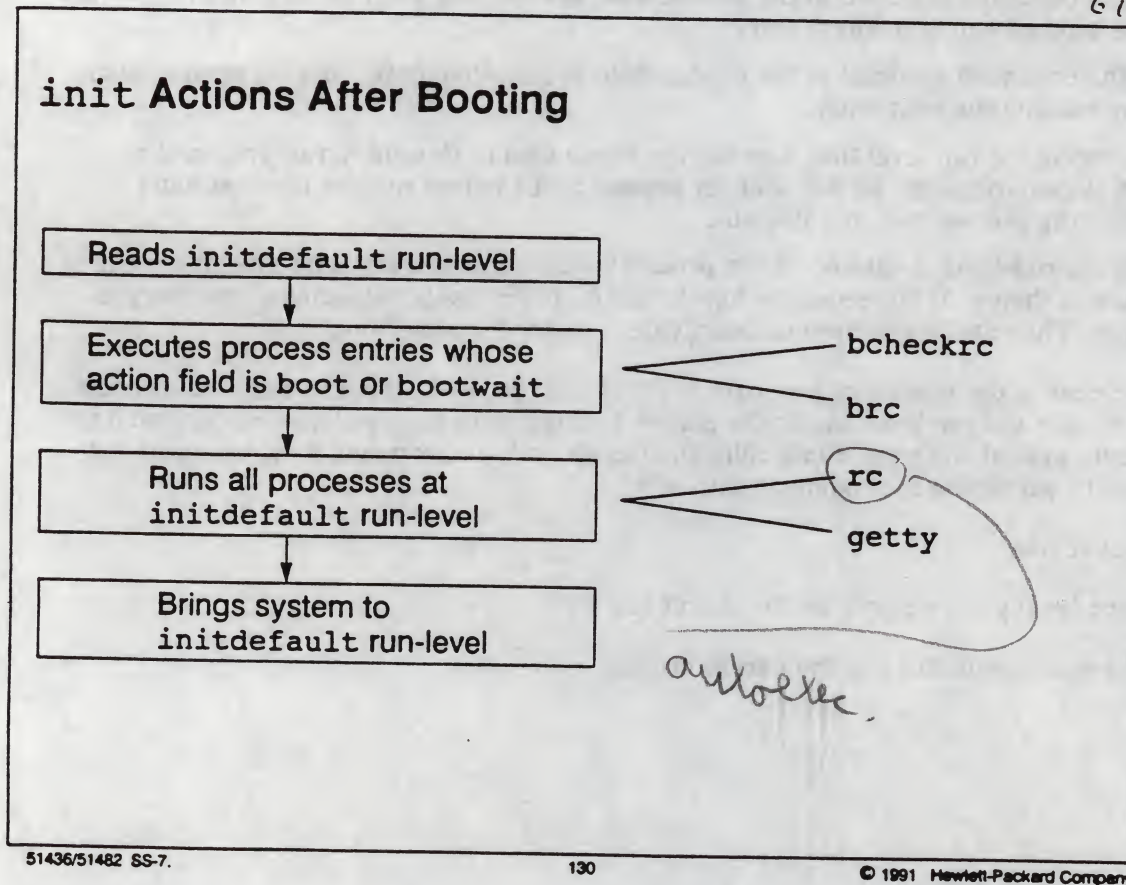 init Actions After Booting
Reads initdefault run-level
Executes process entries whose
action field is boot or bootwait
bcheckrc
brc
Runs all processes at
initdefault run-level
rc
getty
Brings system to
initdefault run-level
autoexec.
51436/51482 SS-7.
130
© 1991 Hewlett-Packard Company